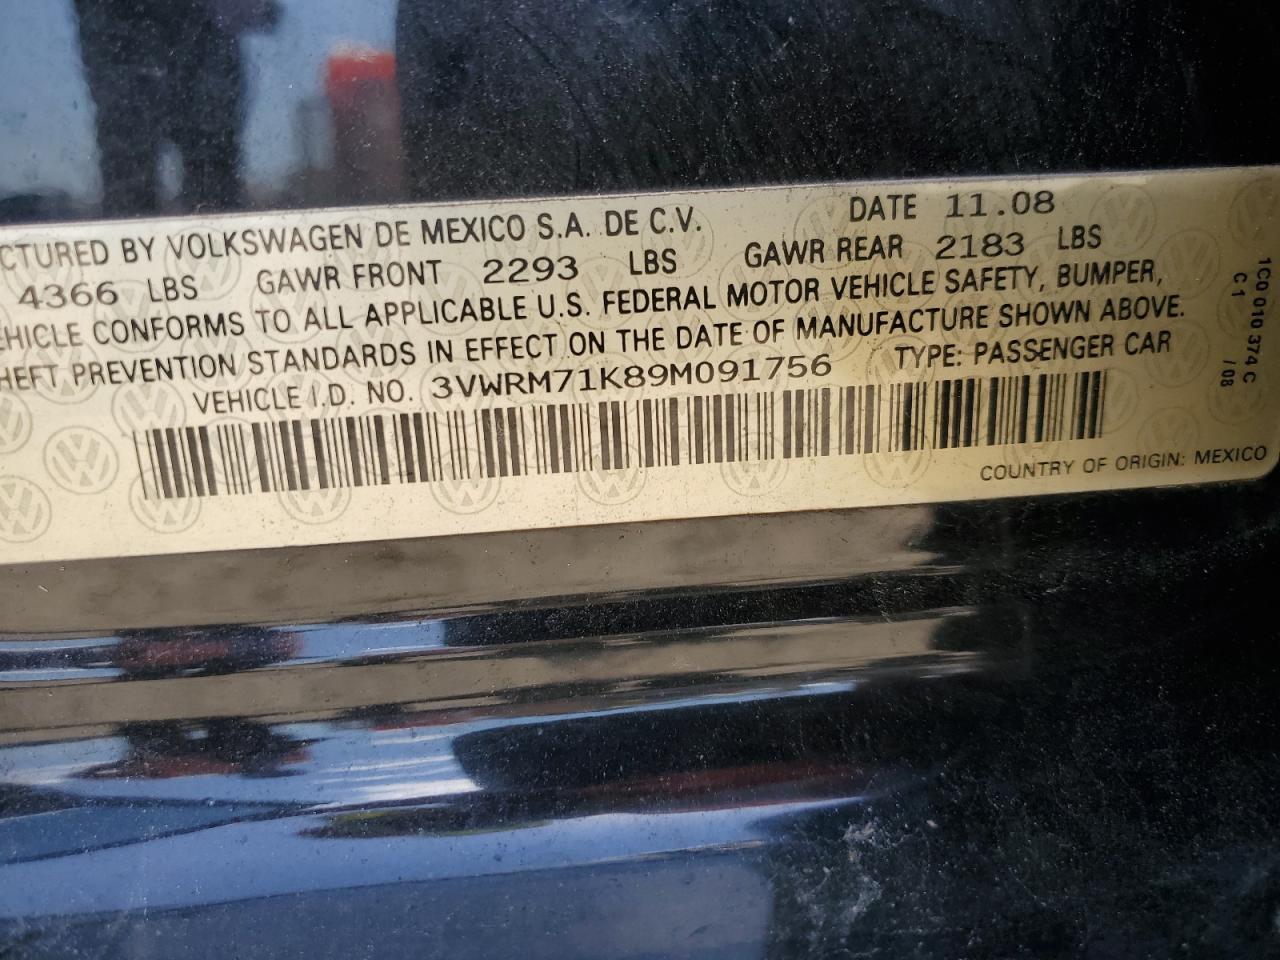 CTURED BY VOLKSWAGEN DE MEXICO S.A. DE C.V. DATE 11.08
4366 LBS GAWR FRONT 2293 LBS GAWR REAR 2183 LBS
EHICLE CONFORMS TO ALL APPLICABLE U.S. FEDERAL MOTOR VEHICLE SAFETY, BUMPER,
HEFT PREVENTION STANDARDS IN EFFECT ON THE DATE OF MANUFACTURE SHOWN ABOVE.
VEHICLE I.D. NO. 3VWRM71K89M091756 TYPE: PASSENGER CAR
COUNTRY OF ORIGIN: MEXICO
1C0 010 374 C
C 1 / 08